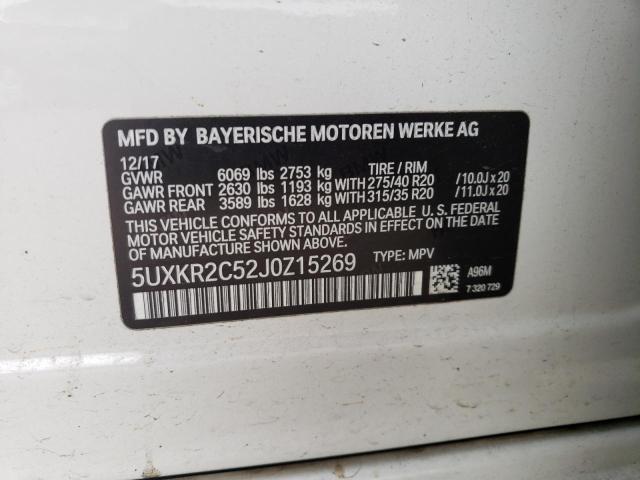 MFD BY BAYERISCHE MOTOREN WERKE AG
12/17
GVWR 6069 lbs 2753 kg TIRE / RIM
GAWR FRONT 2630 lbs 1193 kg WITH 275/40 R20 /10.0J x 20
GAWR REAR 3589 lbs 1628 kg WITH 315/35 R20 /11.0J x 20
THIS VEHICLE CONFORMS TO ALL APPLICABLE U. S. FEDERAL
MOTOR VEHICLE SAFETY STANDARDS IN EFFECT ON THE DATE
OF MANUFACTURE SHOWN ABOVE.
5UXKR2C52J0Z15269 TYPE: MPV
A96M
7 320 729